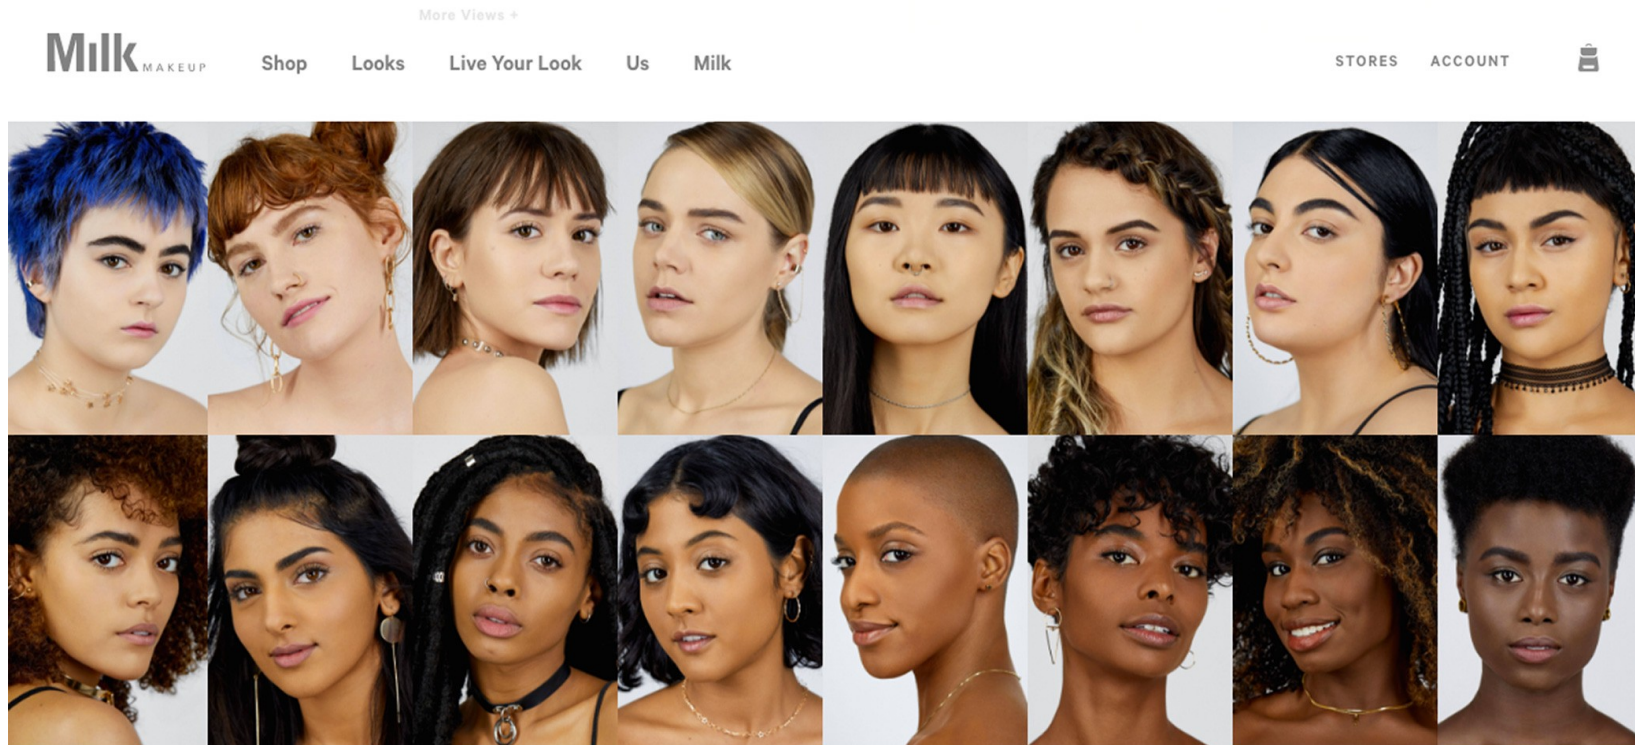 More Views +
Milk MAKEUP
Shop Looks Live Your Look Us Milk
STORES ACCOUNT